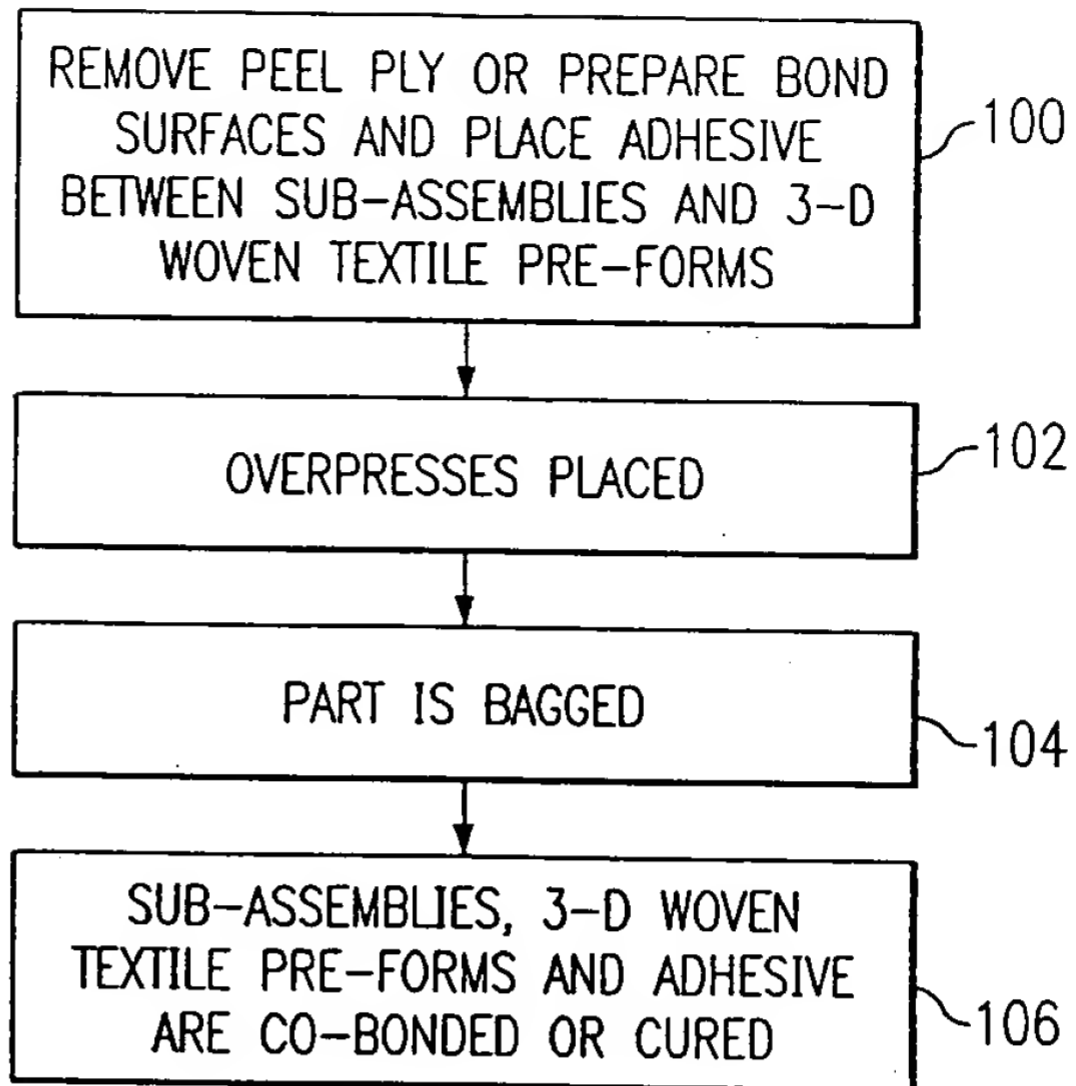 REMOVE PEEL PLY OR PREPARE BOND
SURFACES AND PLACE ADHESIVE
BETWEEN SUB-ASSEMBLIES AND 3-D
WOVEN TEXTILE PRE-FORMS
100
OVERPRESSES PLACED
102
PART IS BAGGED
104
SUB-ASSEMBLIES, 3-D WOVEN
TEXTILE PRE-FORMS AND ADHESIVE
ARE CO-BONDED OR CURED
106